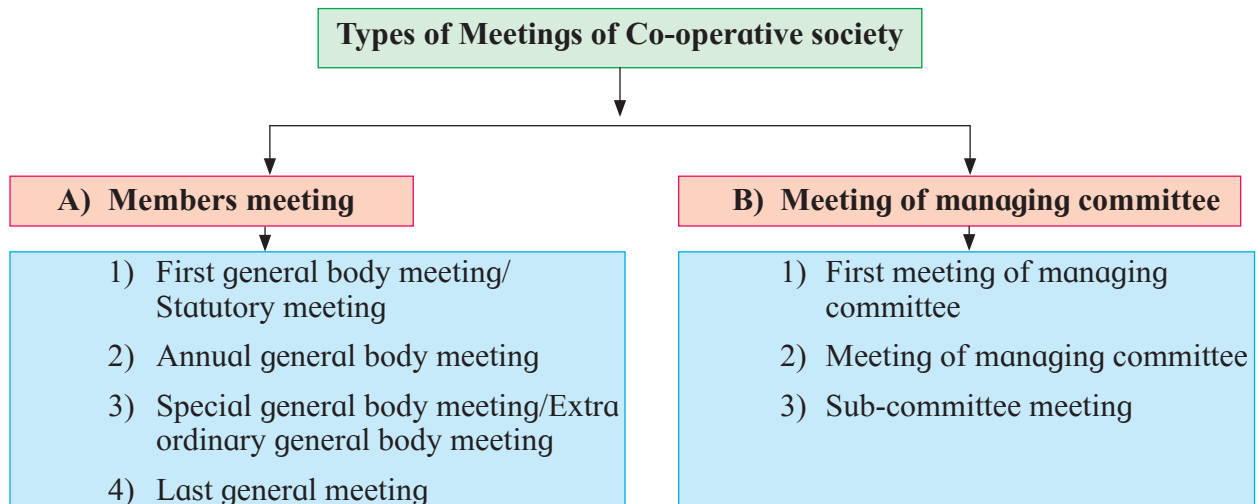 Types of Meetings of Co-operative society
A) Members meeting
1) First general body meeting/
Statutory meeting
2) Annual general body meeting
3) Special general body meeting/Extra
ordinary general body meeting
4) Last general meeting
B) Meeting of managing committee
1) First meeting of managing
committee
2) Meeting of managing committee
3) Sub-committee meeting